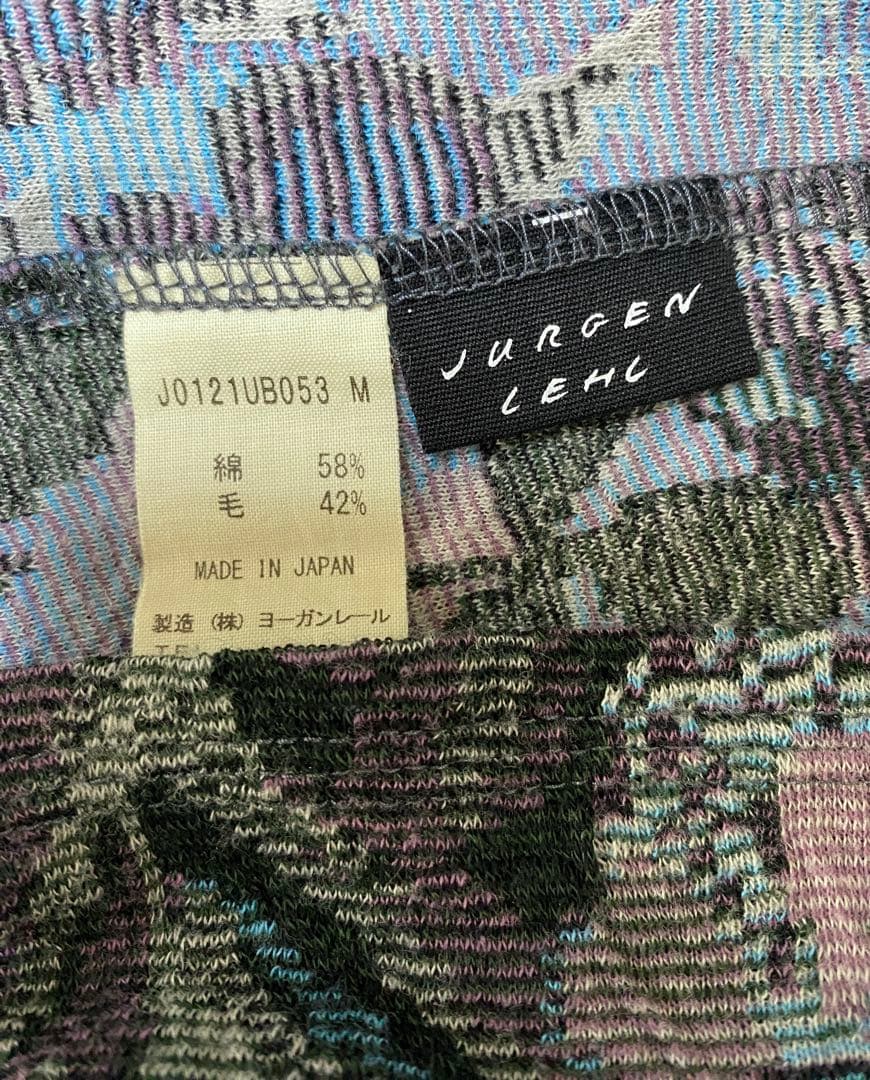 J0121UB053 M
綿 58%
毛 42%
MADE IN JAPAN
製造 (株) ヨーガンレール
JURGEN
LEHL